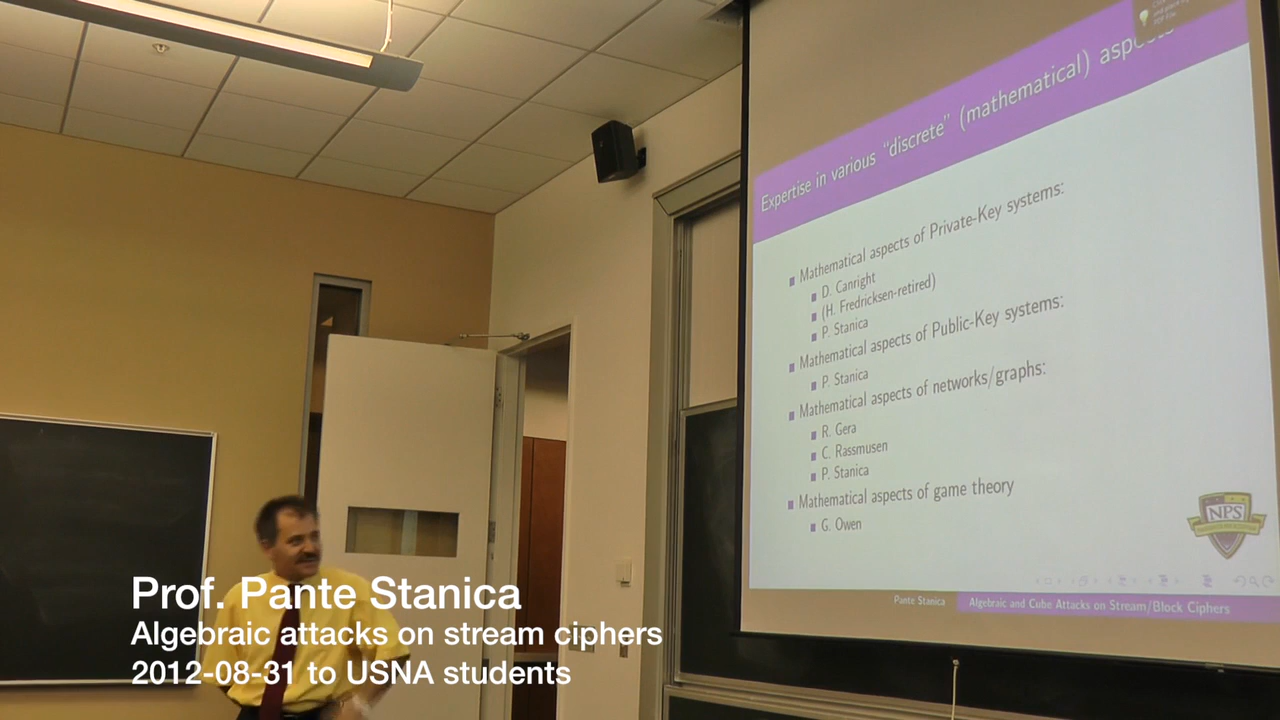 Expertise in various “discrete” (mathematical) aspects
Mathematical aspects of Private-Key systems:
D. Canright
(H. Fredricksen-retired)
P. Stanica
Mathematical aspects of Public-Key systems:
P. Stanica
Mathematical aspects of networks/graphs:
R. Gera
C. Rassmusen
P. Stanica
Mathematical aspects of game theory
G. Owen
NPS
Pante Stanica
Algebraic and Cube Attacks on Stream/Block Ciphers
Prof. Pante Stanica
Algebraic attacks on stream ciphers
2012-08-31 to USNA students